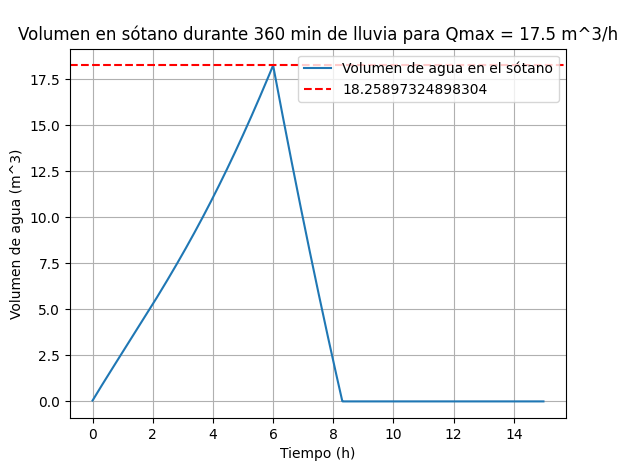 Volumen en sótano durante 360 min de lluvia para Qmax = 17.5 m^3/h
Volumen de agua en el sótano
18.25897324898304
17.5
15.0
12.5
10.0
7.5
5.0
2.5
0.0
Volumen de agua (m^3)
0 2 4 6 8 10 12 14
Tiempo (h)